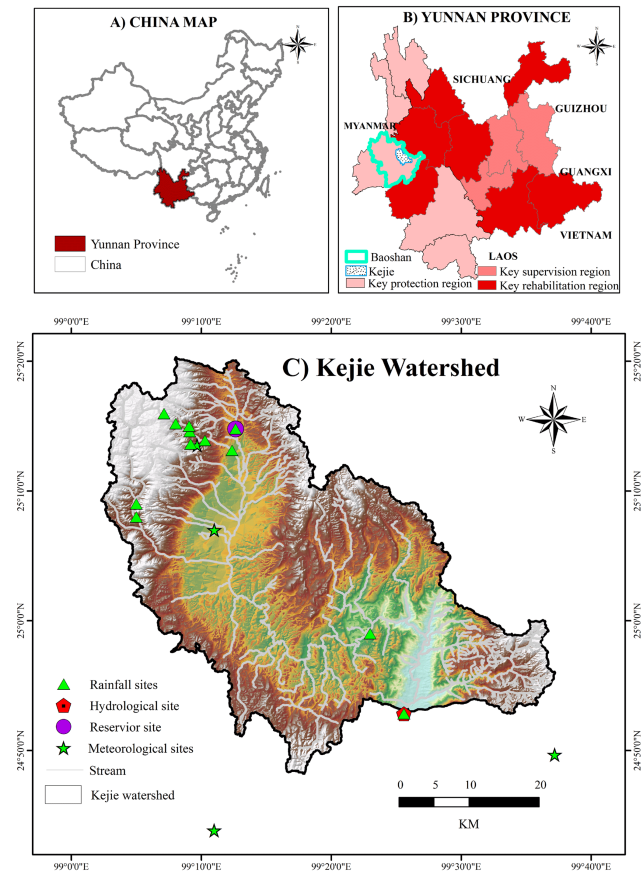 A) CHINA MAP
N
W
E
S
Yunnan Province
China
B) YUNNAN PROVINCE
N
W
E
S
SICHUANG
GUIZHOU
MYANMAR
GUANGXI
VIETNAM
LAOS
Baoshan
Kejie
Key supervision region
Key protection region
Key rehabilitation region
99°0'0"E 99°10'0"E 99°20'0"E 99°30'0"E 99°40'0"E
25°20'0"N
25°20'0"N
C) Kejie Watershed
N
W
E
S
25°10'0"N
25°10'0"N
25°0'0"N
25°0'0"N
Rainfall sites
Hydrological site
Reservior site
Meteorological sites
Stream
Kejie watershed
24°50'0"N
24°50'0"N
0 5 10 20
KM
99°0'0"E 99°10'0"E 99°20'0"E 99°30'0"E 99°40'0"E